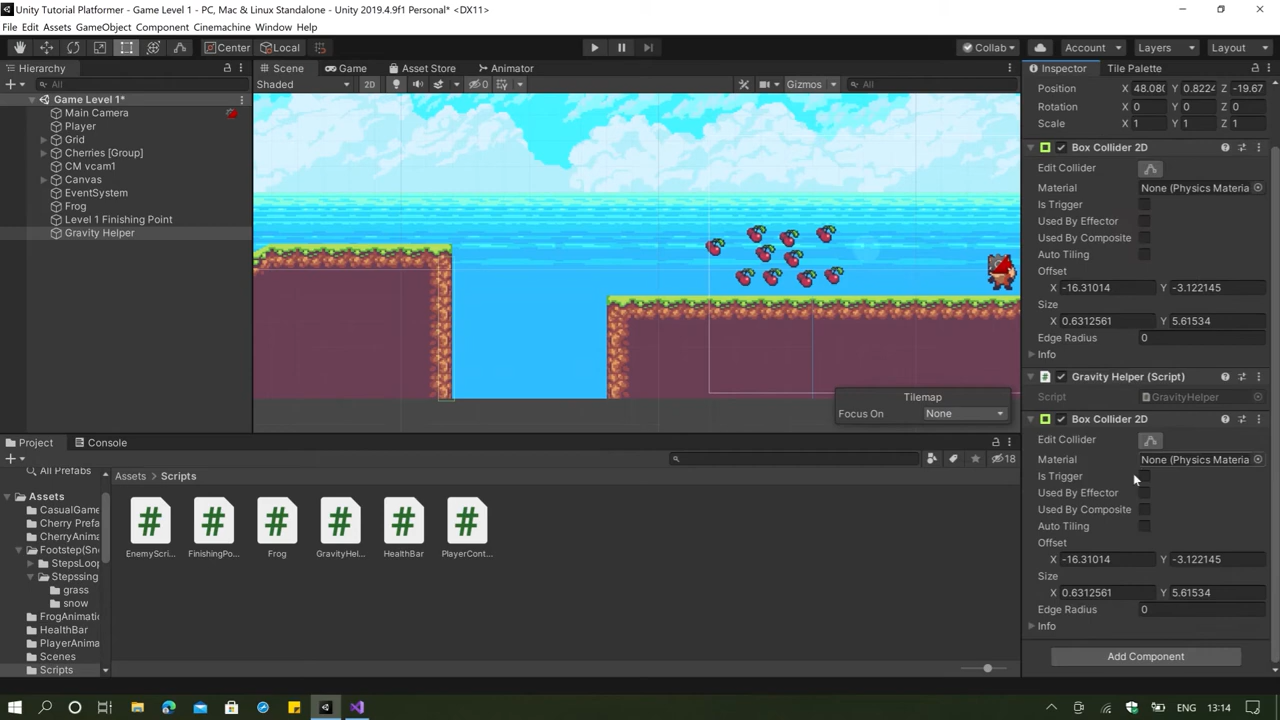 Unity Tutorial Platformer - Game Level 1 - PC, Mac & Linux Standalone - Unity 2019.4.9f1 Personal* <DX11>
File Edit Assets GameObject Component Cinemachine Window Help
Center Local Collab Account Layers Layout
Hierarchy
All
Game Level 1*
Main Camera
Player
Grid
Cherries [Group]
CM vcam1
Canvas
EventSystem
Frog
Level 1 Finishing Point
Gravity Helper
Scene Game Asset Store Animator
Shaded 2D 0 Gizmos All
Tilemap
Focus On None
Inspector Tile Palette
Position X 48.080 Y 0.8224 Z -19.67
Rotation X 0 Y 0 Z 0
Scale X 1 Y 1 Z 1
Box Collider 2D
Edit Collider
Material None (Physics Materia
Is Trigger
Used By Effector
Used By Composite
Auto Tiling
Offset
X -16.31014 Y -3.122145
Size
X 0.6312561 Y 5.61534
Edge Radius 0
Info
Gravity Helper (Script)
Script GravityHelper
Box Collider 2D
Edit Collider
Material None (Physics Materia
Is Trigger
Used By Effector
Used By Composite
Auto Tiling
Offset
X -16.31014 Y -3.122145
Size
X 0.6312561 Y 5.61534
Edge Radius 0
Info
Add Component
Project Console
18
All Prefabs
Assets
CasualGame
Cherry Prefa
CherryAnima
Footstep(Sno
StepsLoop
Stepssing
grass
snow
FrogAnimatio
HealthBar
PlayerAnima
Scenes
Scripts
Assets > Scripts
EnemyScri... FinishingPo... Frog GravityHel... HealthBar PlayerCont...
ENG 13:14